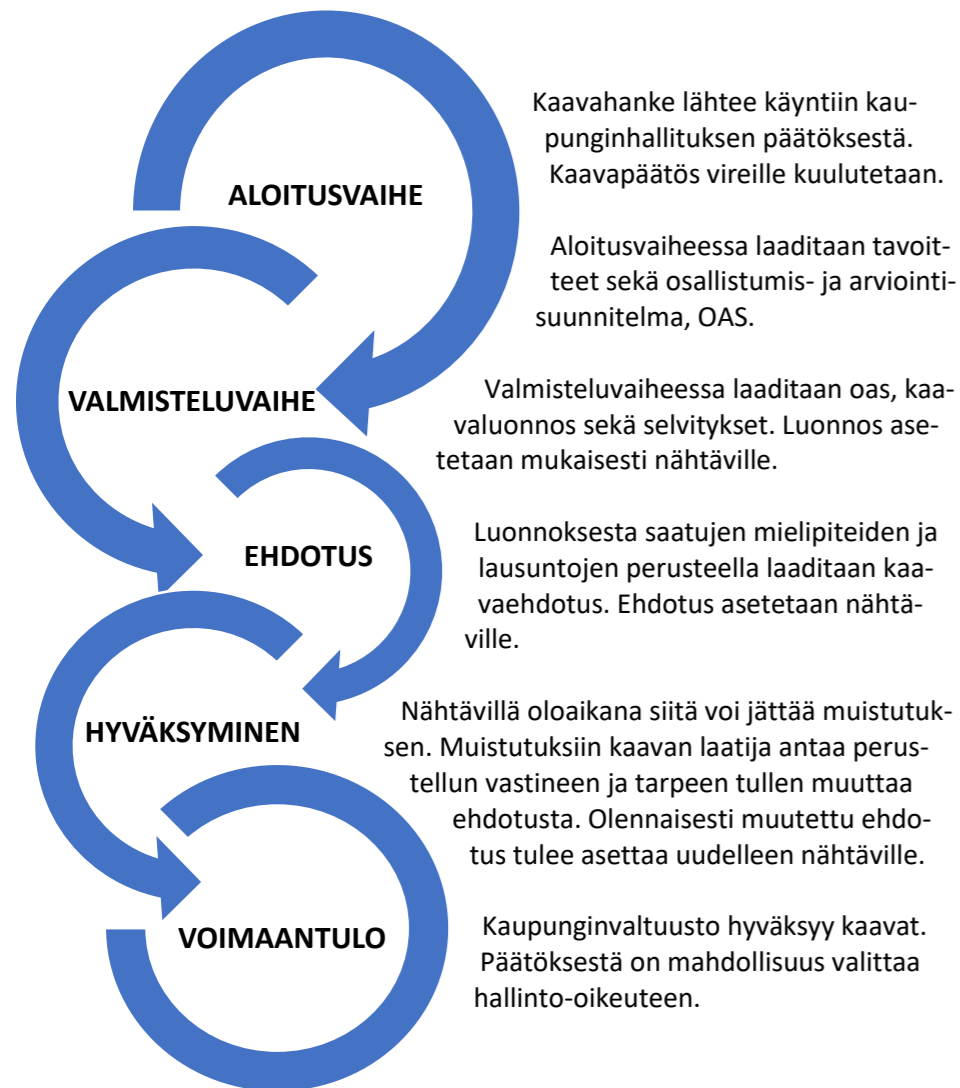 Kaavahanke lähtee käyntiin kau-
punginhallituksen päätöksestä.
Kaavapäätös vireille kuulutetaan.
ALOITUSVAIHE
Aloitusvaiheessa laaditaan tavoit-
teet sekä osallistumis- ja arviointi-
suunnitelma, OAS.
VALMISTELUVAIHE
Valmisteluvaiheessa laaditaan oas, kaa-
valuonnos sekä selvitykset. Luonnos ase-
tetaan mukaisesti nähtäville.
EHDOTUS
Luonnoksesta saatujen mielipiteiden ja
lausuntojen perusteella laaditaan kaa-
vaehdotus. Ehdotus asetetaan nähtä-
ville.
HYVÄKSYMINEN
Nähtävillä oloaikana siitä voi jättää muistutuk-
sen. Muistutuksiin kaavan laatija antaa perus-
tellun vastineen ja tarpeen tullen muuttaa
ehdotusta. Olennaisesti muutettu ehdo-
tus tulee asettaa uudelleen nähtäville.
VOIMAANTULO
Kaupunginvaltuusto hyväksyy kaavat.
Päätöksestä on mahdollisuus valittaa
hallinto-oikeuteen.